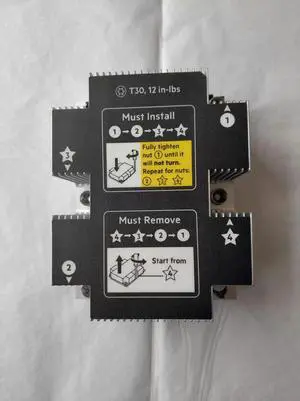 T30, 12 in-lbs
Must Install
1 → 2 → 3 → 4
1
Fully tighten
nut 1 until it
will not turn.
Repeat for nuts:
2 3 4
3
Must Remove
4 → 3 → 2 → 1
4
2
Start from
4